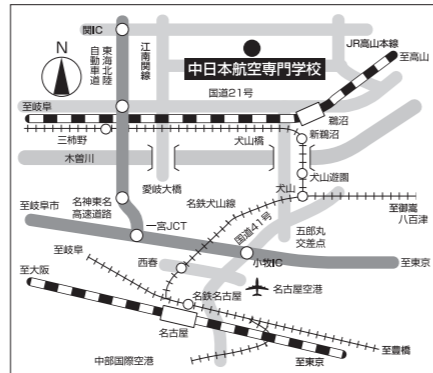 関IC
JR高山本線
N
東海北陸
自動車道
江南関線
中日本航空専門学校
至高山
国道21号
至岐阜
鵜沼
三柿野
犬山橋
新鵜沼
木曽川
犬山遊園
愛岐大橋
犬山
名鉄犬山線
至御嵩
八百津
名神東名
高速道路
至岐阜市
国道41号
五郎丸
交差点
一宮JCT
至岐阜
西春
小牧IC
至東京
至大阪
名鉄名古屋
名古屋空港
名古屋
中部国際空港
至東京
至豊橋